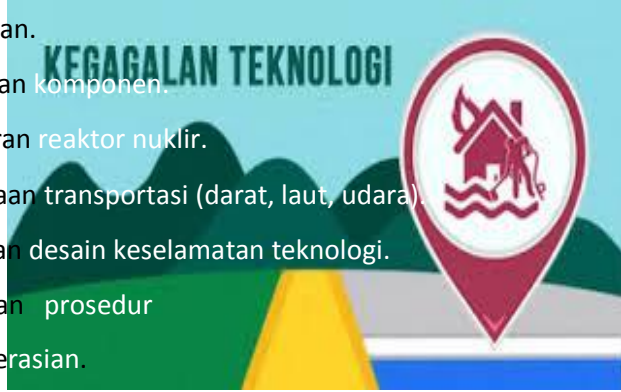 an.
KEGAGALAN TEKNOLOGI
an komponen.
ran reaktor nuklir.
aan transportasi (darat, laut, udara).
an desain keselamatan teknologi.
an prosedur
erasian.